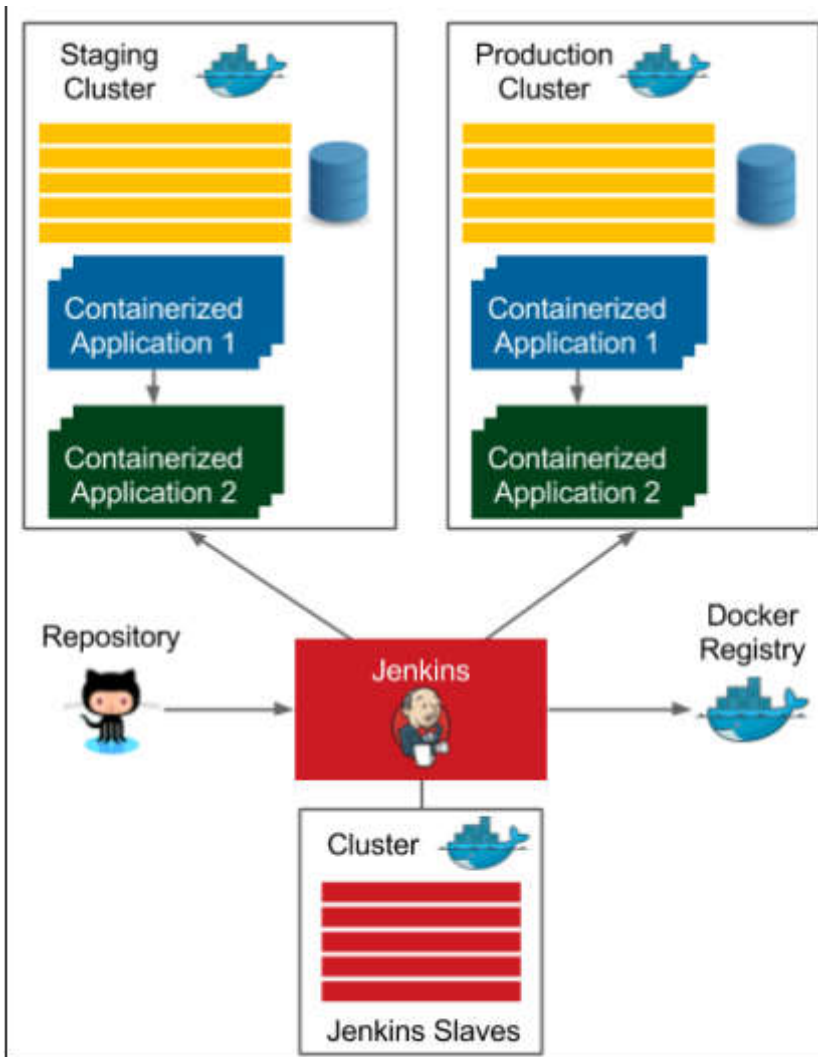 Staging
Cluster
Production
Cluster
Containerized
Application 1
Containerized
Application 1
Containerized
Application 2
Containerized
Application 2
Repository
Jenkins
Docker
Registry
Cluster
Jenkins Slaves